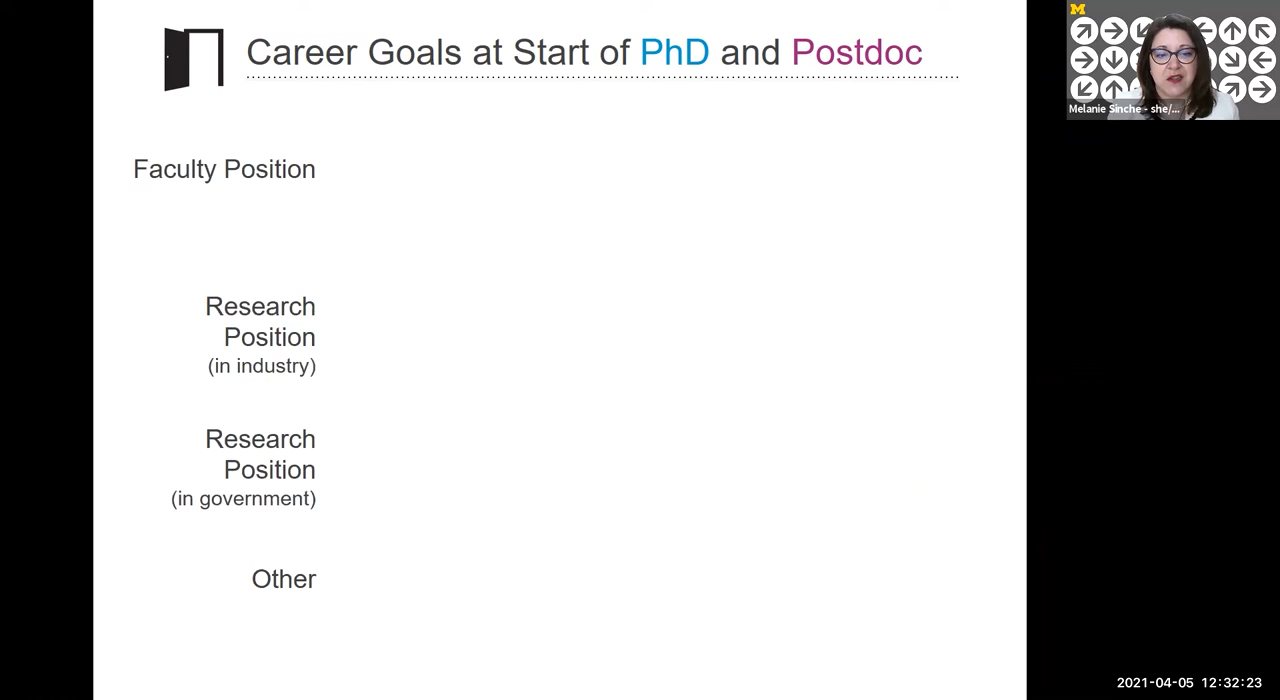 Career Goals at Start of PhD and Postdoc
M
Melanie Sinche - she/...
Faculty Position
Research
Position
(in industry)
Research
Position
(in government)
Other
2021-04-05 12:32:23